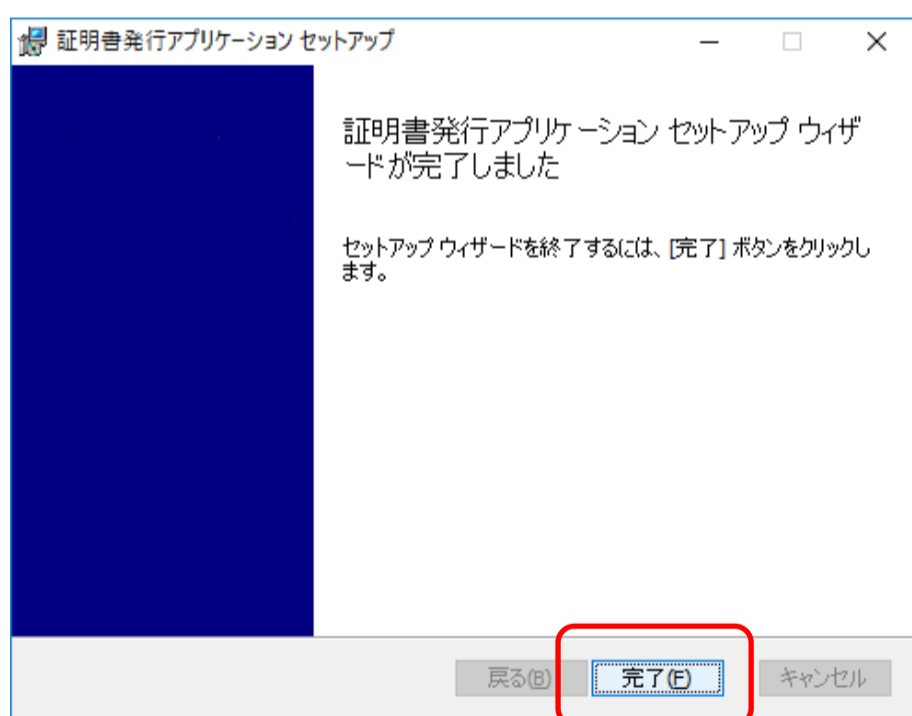 証明書発行アプリケーション セットアップ
証明書発行アプリケーション セットアップ ウィザ
ードが完了しました
セットアップ ウィザードを終了するには、[完了] ボタンをクリックし
ます。
戻る(B)
完了(F)
キャンセル